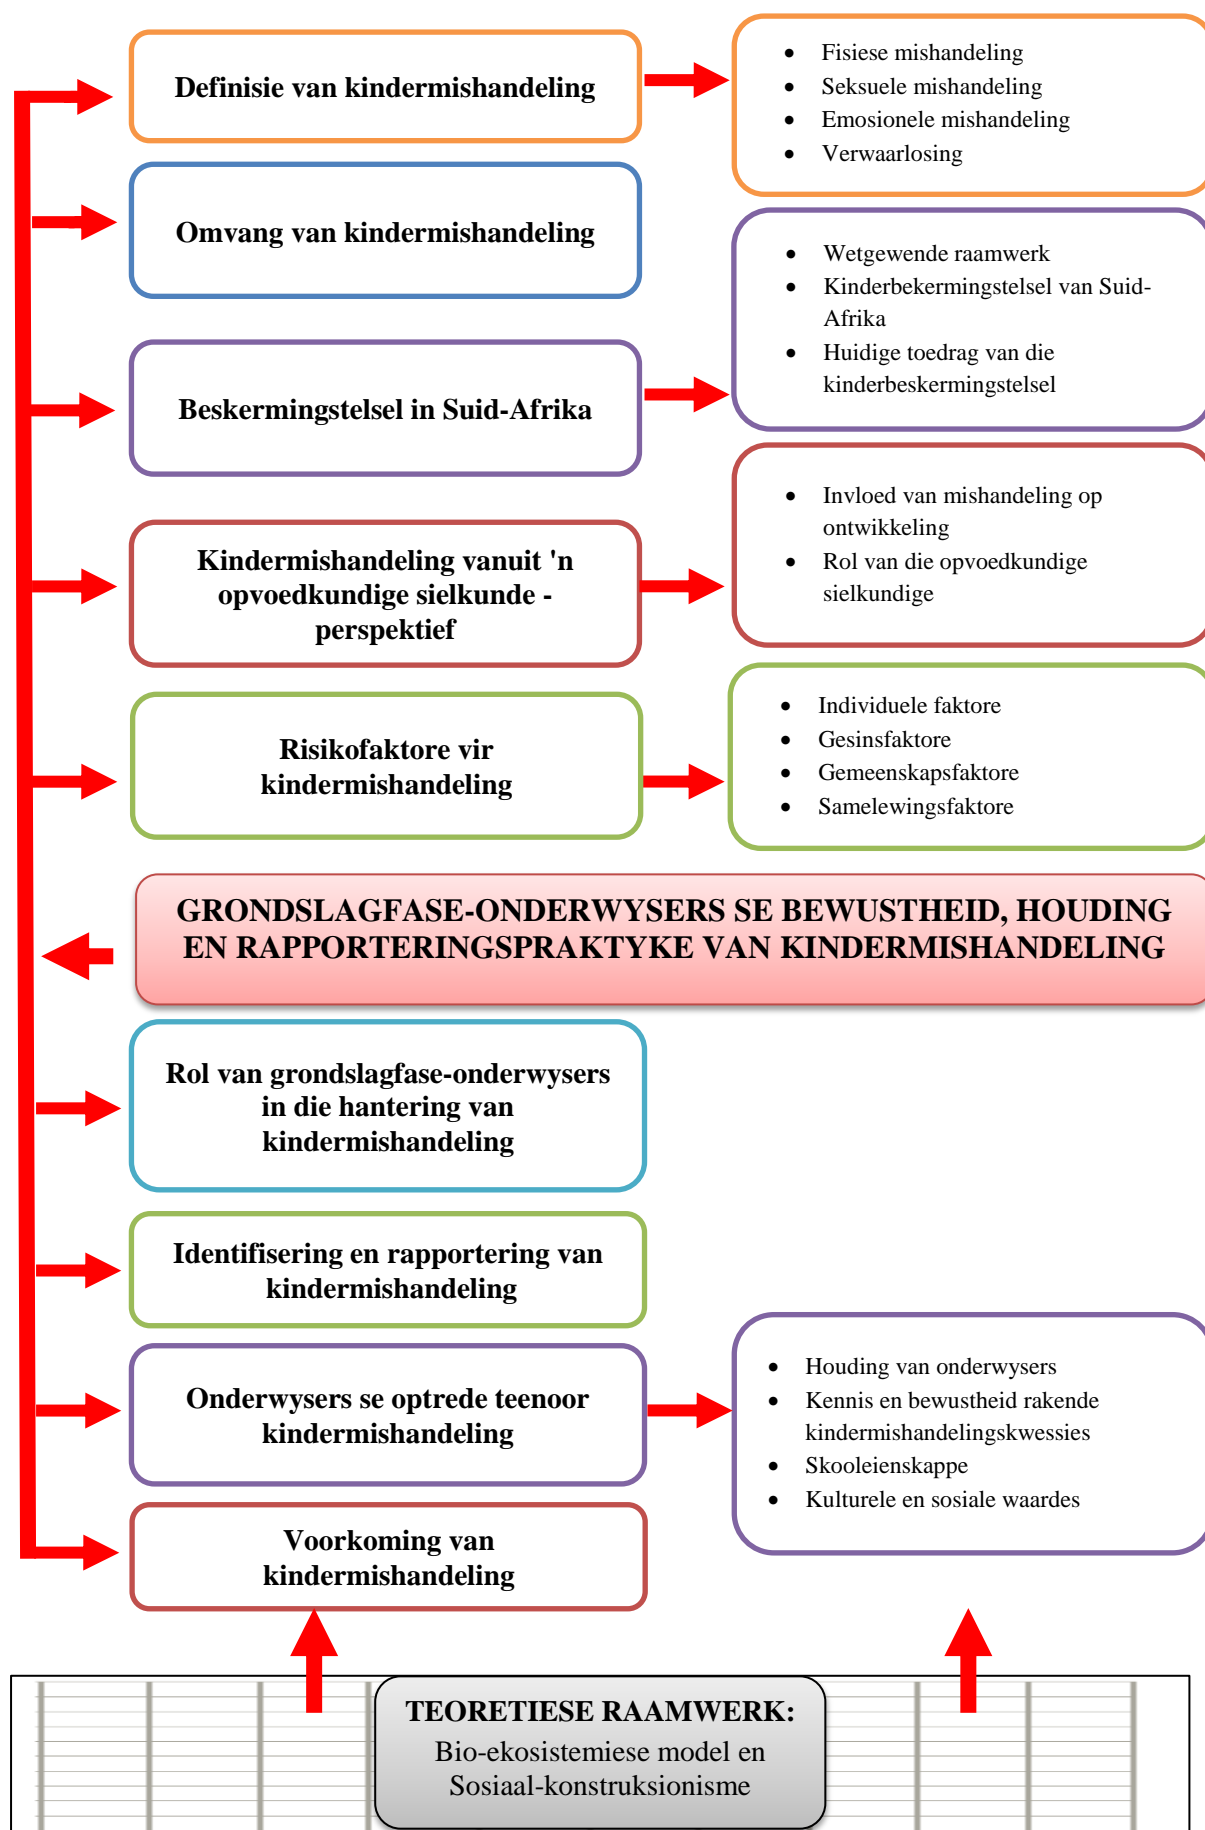 Definisie van kindermishandeling
• Fisiese mishandeling
• Seksuele mishandeling
• Emosionele mishandeling
• Verwaarlosing
Omvang van kindermishandeling
Beskermingstelsel in Suid-Afrika
• Wetgewende raamwerk
• Kinderbekermingstelsel van Suid-
Afrika
• Huidige toedrag van die
kinderbeskermingstelsel
Kindermishandeling vanuit 'n
opvoedkundige sielkunde -
perspektief
• Invloed van mishandeling op
ontwikkeling
• Rol van die opvoedkundige
sielkundige
Risikofaktore vir
kindermishandeling
• Individuele faktore
• Gesinsfaktore
• Gemeenskapsfaktore
• Samelewingsfaktore
GRONDSLAGFASE-ONDERWYSERS SE BEWUSTHEID, HOUDING
EN RAPPORTERINGSPRAKTYKE VAN KINDERMISHANDELING
Rol van grondslagfase-onderwysers
in die hantering van
kindermishandeling
Identifisering en rapportering van
kindermishandeling
Onderwysers se optrede teenoor
kindermishandeling
• Houding van onderwysers
• Kennis en bewustheid rakende
kindermishandelingskwessies
• Skooleienskappe
• Kulturele en sosiale waardes
Voorkoming van
kindermishandeling
TEORETIESE RAAMWERK:
Bio-ekosistemiese model en
Sosiaal-konstruksionisme